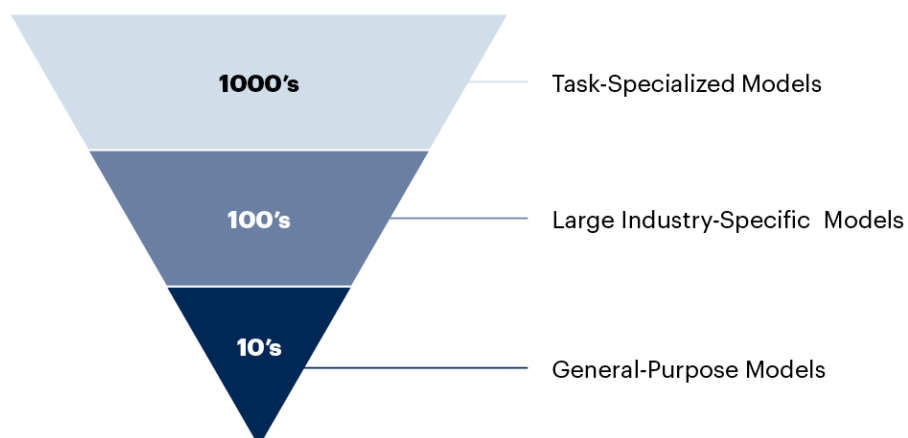 1000’s
Task-Specialized Models
100’s
Large Industry-Specific  Models
10’s
General-Purpose Models